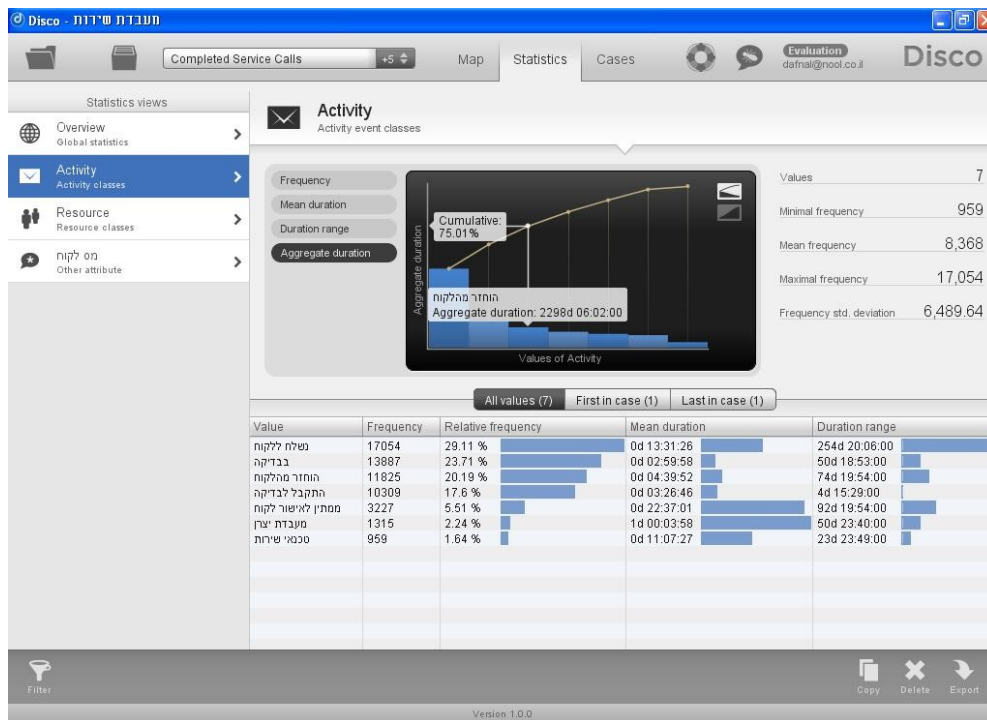 Disco - מעבדת שירות
Completed Service Calls
+5
Map
Statistics
Cases
Evaluation
dafnal@nool.co.il
Disco
Statistics views
Overview
Global statistics
Activity
Activity classes
Resource
Resource classes
מס לקוח
Other attribute
Activity
Activity event classes
Frequency
Mean duration
Duration range
Aggregate duration
Aggregate duration
Cumulative:
75.01%
הוחזר מהלקוח
Aggregate duration: 2298d 06:02:00
Values of Activity
Values 7
Minimal frequency 959
Mean frequency 8,368
Maximal frequency 17,054
Frequency std. deviation 6,489.64
All values (7) First in case (1) Last in case (1)
Value Frequency Relative frequency Mean duration Duration range
נשלח ללקוח 17054 29.11 % 0d 13:31:26 254d 20:06:00
בבדיקה 13887 23.71 % 0d 02:59:58 50d 18:53:00
הוחזר מהלקוח 11825 20.19 % 0d 04:39:52 74d 19:54:00
התקבל לבדיקה 10309 17.6 % 0d 03:26:46 4d 15:29:00
ממתין לאישור לקוח 3227 5.51 % 0d 22:37:01 92d 19:54:00
מעבדת יצרן 1315 2.24 % 1d 00:03:58 50d 23:40:00
טכנאי שירות 959 1.64 % 0d 11:07:27 23d 23:49:00
Filter
Copy
Delete
Export
Version 1.0.0